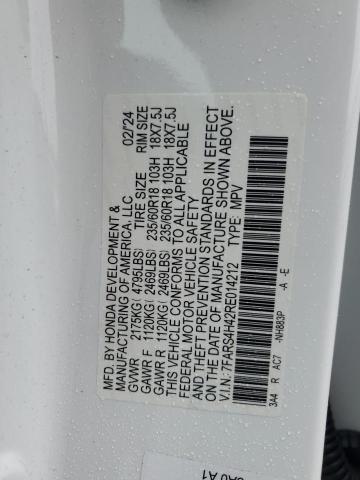 MFD. BY HONDA DEVELOPMENT &
MANUFACTURING OF AMERICA, LLC 02/'24
GVWR 2175KG( 4795LBS) TIRE SIZE RIM SIZE
GAWR F 1120KG( 2469LBS) 235/60R18 103H 18X7.5J
GAWR R 1120KG( 2469LBS) 235/60R18 103H 18X7.5J
THIS VEHICLE CONFORMS TO ALL APPLICABLE
FEDERAL MOTOR VEHICLE SAFETY
AND THEFT PREVENTION STANDARDS IN EFFECT
ON THE DATE OF MANUFACTURE SHOWN ABOVE.
V.I.N.: 7FARS4H42RE014212 TYPE: MPV
3A4 R AC7 -NH883P -A -E
A0 A1